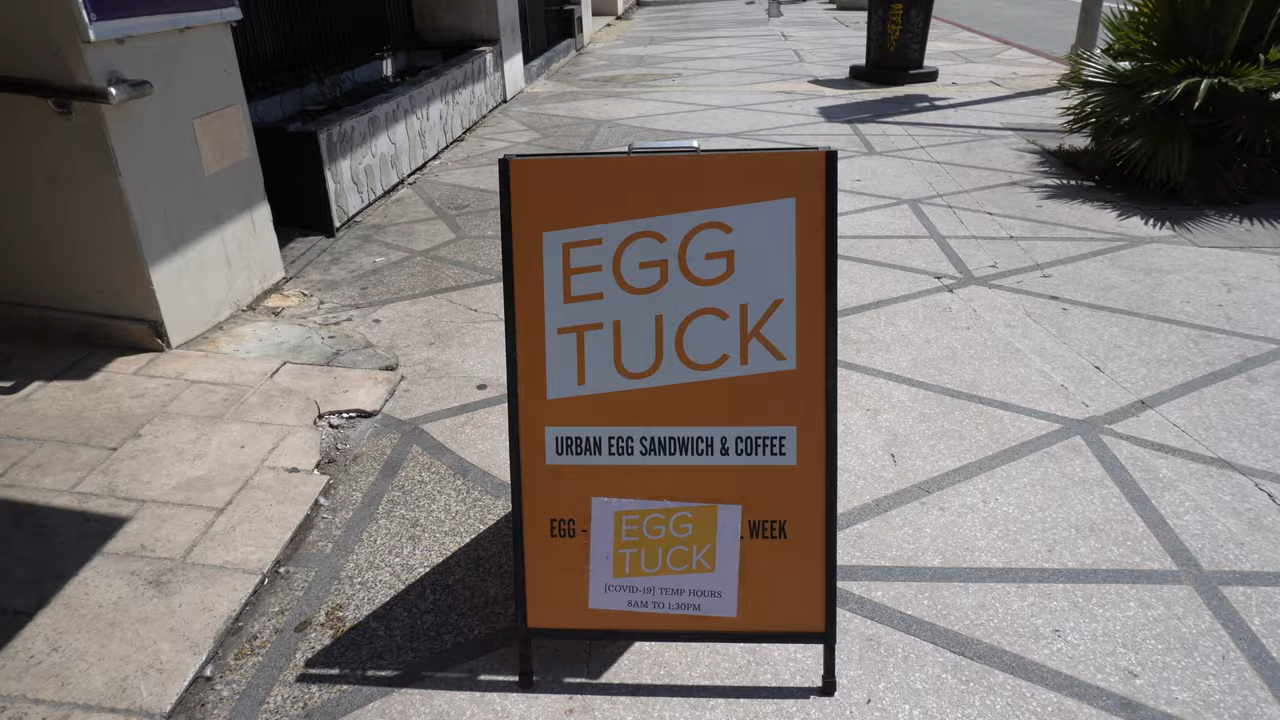 EGG
TUCK
URBAN EGG SANDWICH & COFFEE
EGG - WEEK
EGG
TUCK
[COVID-19] TEMP HOURS
8AM TO 1:30PM